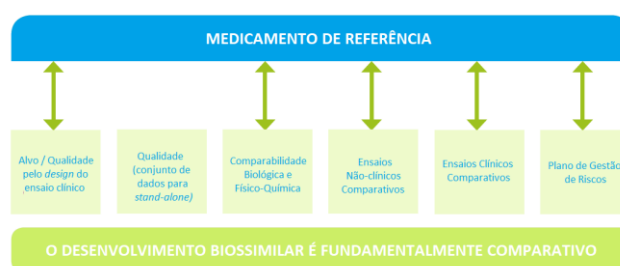 MEDICAMENTO DE REFERÊNCIA
Alvo / Qualidade
pelo design do
ensaio clínico
Qualidade
(conjunto de
dados para
stand-alone)
Comparabilidade
Biológica e
Físico-Química
Ensaios
Não-clínicos
Comparativos
Ensaios Clínicos
Comparativos
Plano de Gestão
de Riscos
O DESENVOLVIMENTO BIOSSIMILAR É FUNDAMENTALMENTE COMPARATIVO